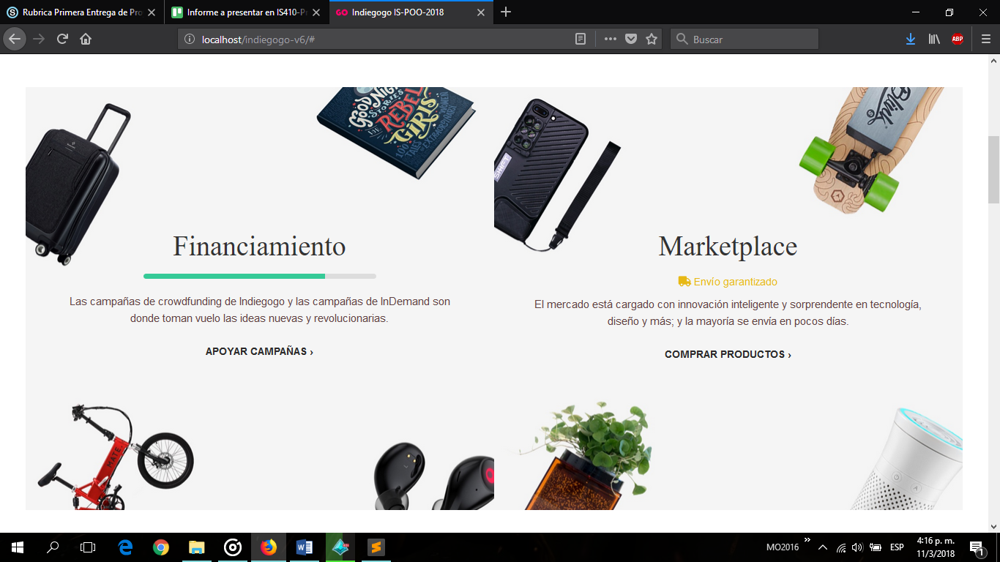 Rubrica Primera Entrega de Pro
Informe a presentar en IS410-P
GO Indiegogo IS-POO-2018
localhost/indiegogo-v6/#
Buscar
ABP
GOOD NIGHT
STORIES
for
REBEL
GIRLS
100
TALES
of EXTRAORDINARY
WOMEN
SHIFT
Blink
Financiamiento
Las campañas de crowdfunding de Indiegogo y las campañas de InDemand son
donde toman vuelo las ideas nuevas y revolucionarias.
APOYAR CAMPAÑAS ›
Marketplace
Envío garantizado
El mercado está cargado con innovación inteligente y sorprendente en tecnología,
diseño y más; y la mayoría se envía en pocos días.
COMPRAR PRODUCTOS ›
MATE
L
MO2016
ESP
4:16 p. m.
11/3/2018
1